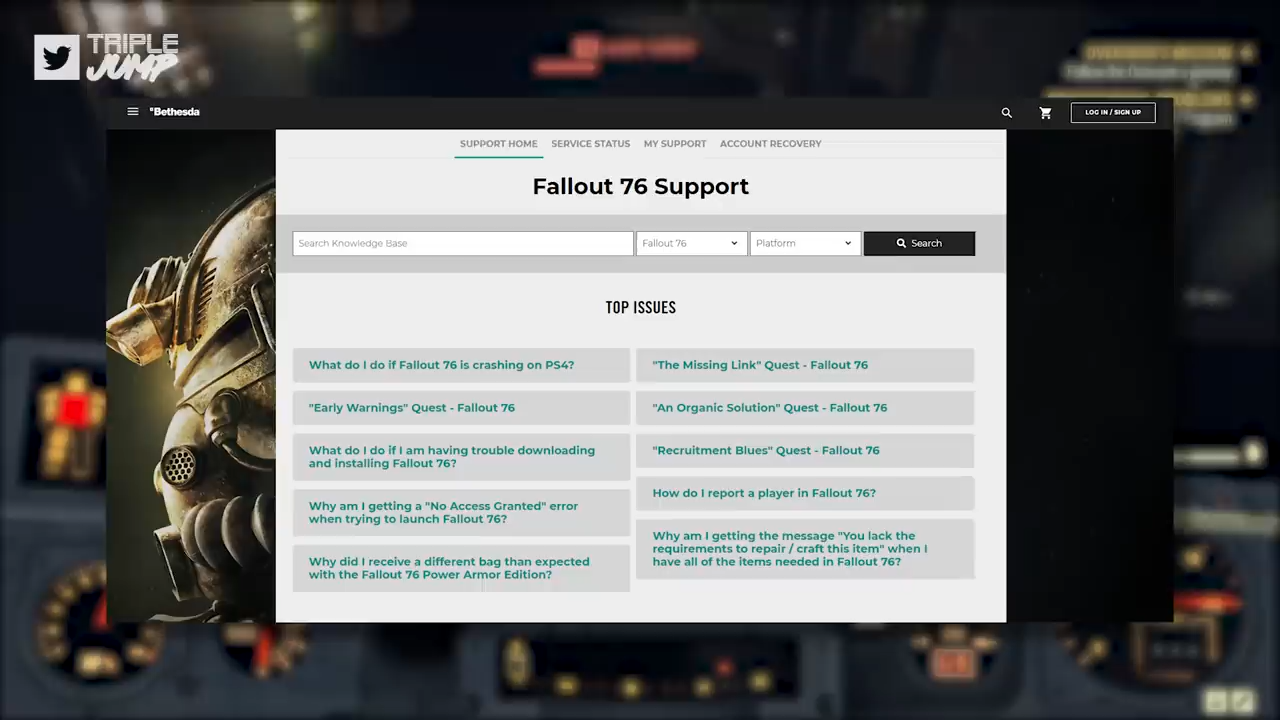 TRIPLE
JUMP
Bethesda
LOG IN / SIGN UP
SUPPORT HOME SERVICE STATUS MY SUPPORT ACCOUNT RECOVERY
Fallout 76 Support
Search Knowledge Base Fallout 76 Platform Search
TOP ISSUES
What do I do if Fallout 76 is crashing on PS4?
"Early Warnings" Quest - Fallout 76
What do I do if I am having trouble downloading
and installing Fallout 76?
Why am I getting a "No Access Granted" error
when trying to launch Fallout 76?
Why did I receive a different bag than expected
with the Fallout 76 Power Armor Edition?
"The Missing Link" Quest - Fallout 76
"An Organic Solution" Quest - Fallout 76
"Recruitment Blues" Quest - Fallout 76
How do I report a player in Fallout 76?
Why am I getting the message "You lack the
requirements to repair / craft this item" when I
have all of the items needed in Fallout 76?